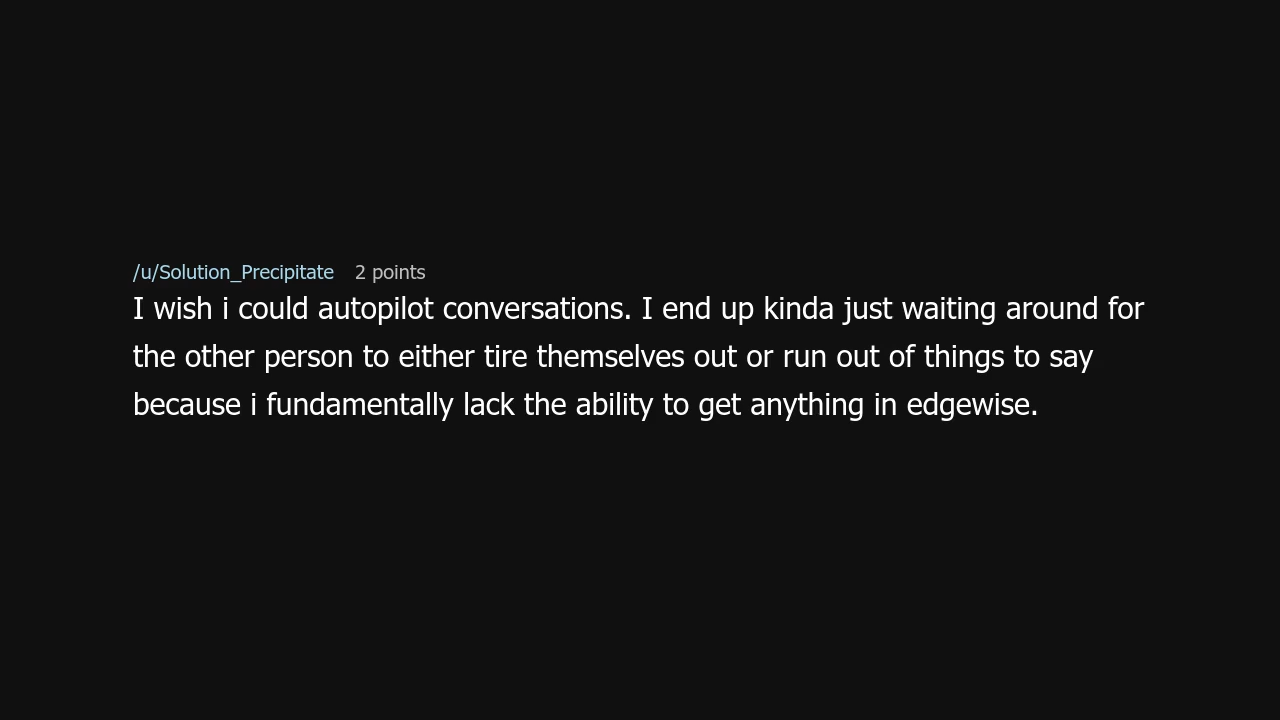 /u/Solution_Precipitate 2 points
I wish i could autopilot conversations. I end up kinda just waiting around for
the other person to either tire themselves out or run out of things to say
because i fundamentally lack the ability to get anything in edgewise.